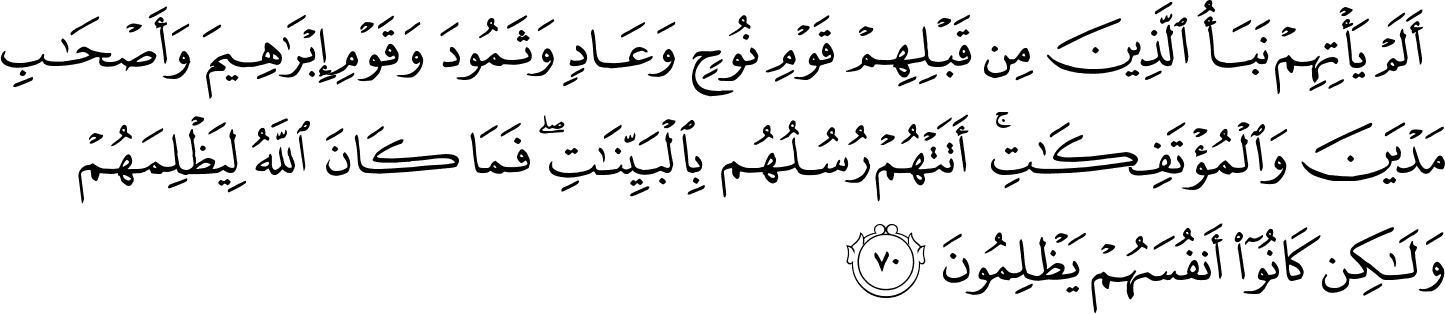 أَلَمْ يَأْتِهِمْ نَبَأُ ٱلَّذِينَ مِن قَبْلِهِمْ قَوْمِ نُوحٍ وَعَادٍ وَثَمُودَ وَقَوْمِ إِبْرَٰهِيمَ وَأَصْحَـٰبِ
مَدْيَنَ وَٱلْمُؤْتَفِكَـٰتِ ۚ أَتَتْهُمْ رُسُلُهُم بِٱلْبَيِّنَـٰتِ ۖ فَمَا كَانَ ٱللَّهُ لِيَظْلِمَهُمْ
وَلَـٰكِن كَانُوٓا۟ أَنفُسَهُمْ يَظْلِمُونَ ٧٠